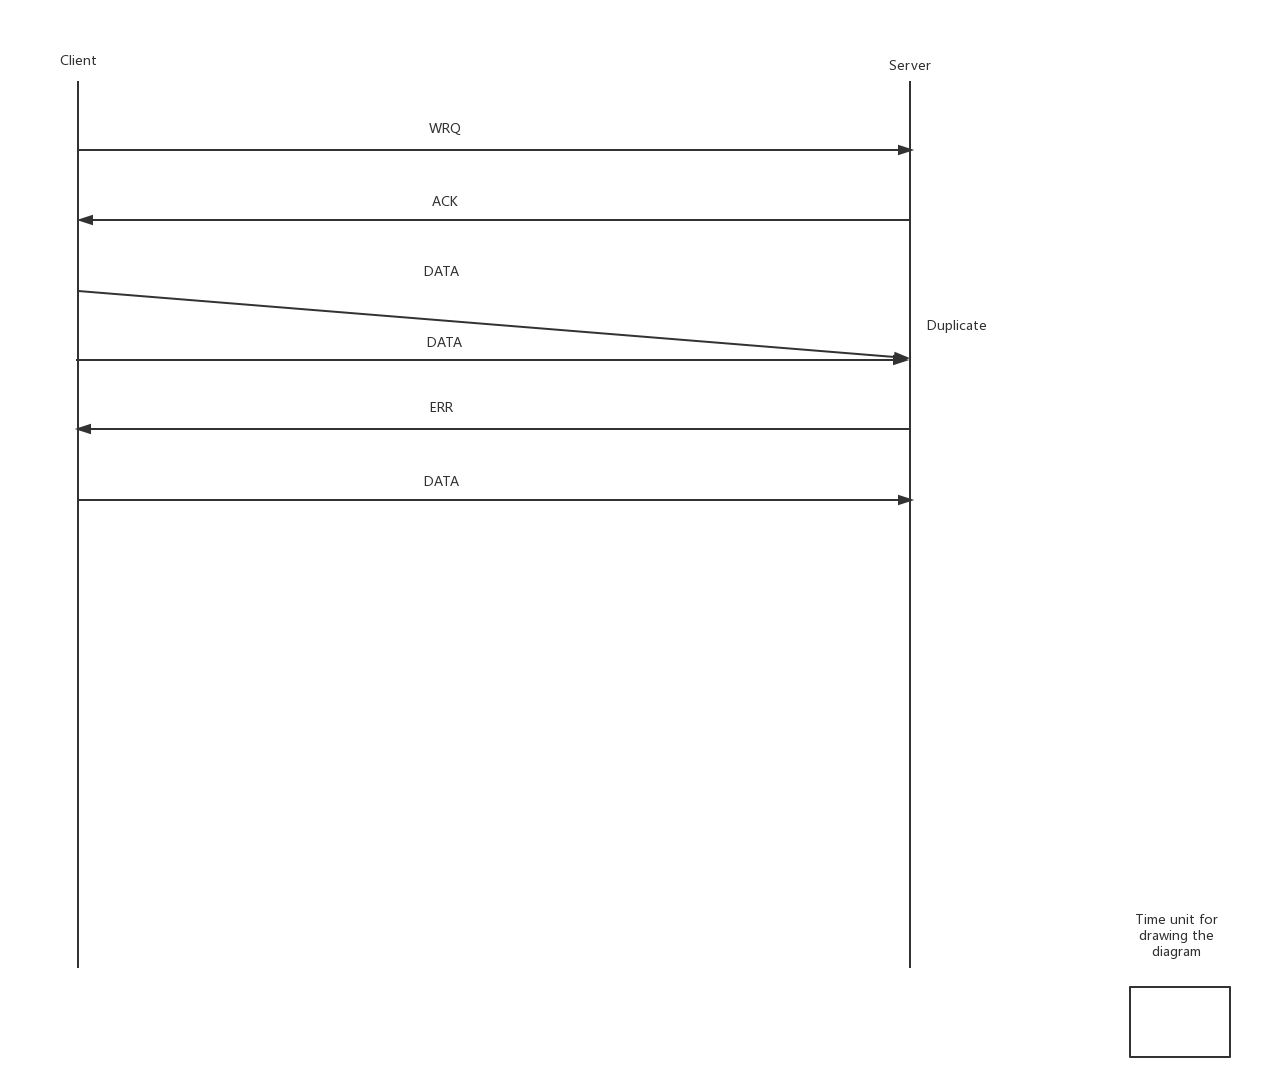 Client
Server
WRQ
ACK
DATA
Duplicate
DATA
ERR
DATA
Time unit for
drawing the
diagram